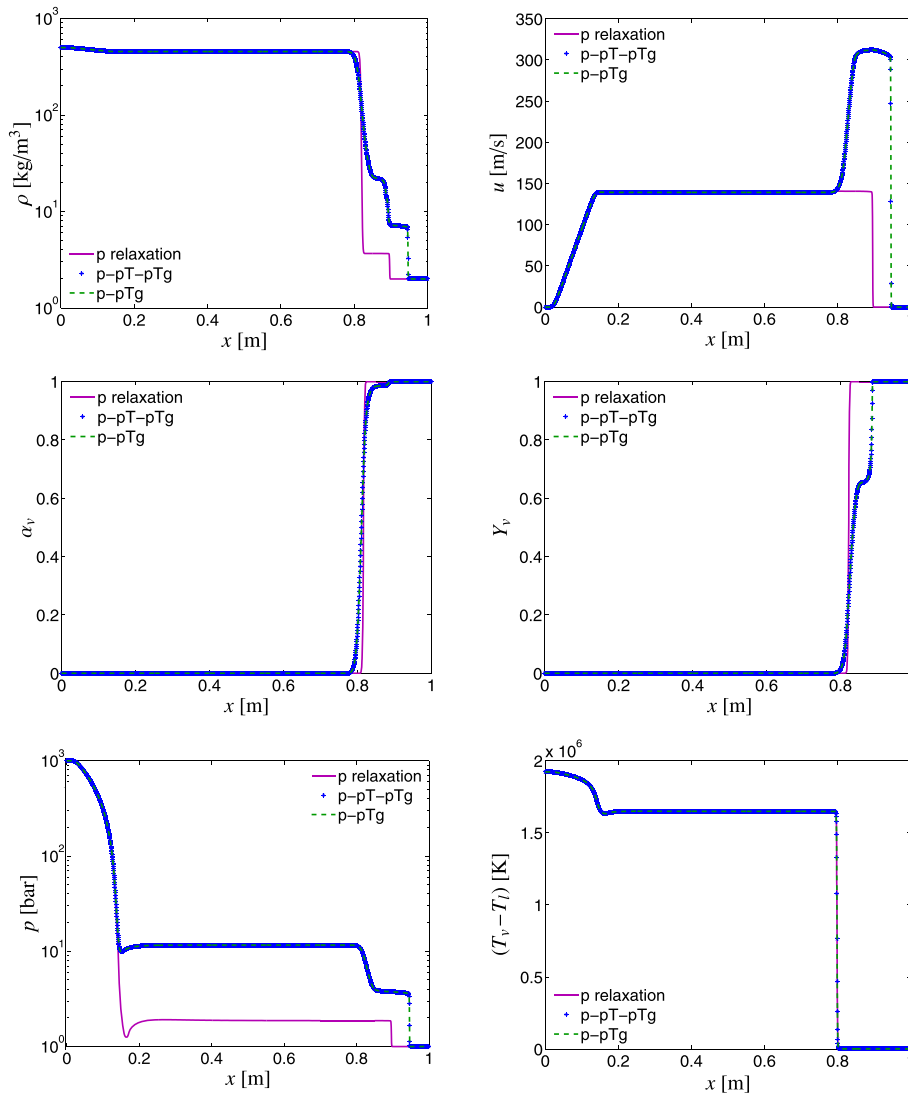 10³
10²
10¹
10⁰
ρ [kg/m³]
p relaxation
p−pT−pTg
p−pTg
0 0.2 0.4 0.6 0.8 1
x [m]
350
300
250
200
150
100
50
0
u [m/s]
p relaxation
p−pT−pTg
p−pTg
0 0.2 0.4 0.6 0.8
x [m]
1
0.8
0.6
0.4
0.2
0
αᵥ
p relaxation
p−pT−pTg
p−pTg
0 0.2 0.4 0.6 0.8 1
x [m]
1
0.8
0.6
0.4
0.2
0
Yᵥ
p relaxation
p−pT−pTg
p−pTg
0 0.2 0.4 0.6 0.8
x [m]
10³
10²
10¹
10⁰
p [bar]
p relaxation
p−pT−pTg
p−pTg
0 0.2 0.4 0.6 0.8 1
x [m]
x 10⁶
2
1.5
1
0.5
0
(Tᵥ−Tₗ) [K]
p relaxation
p−pT−pTg
p−pTg
0 0.2 0.4 0.6 0.8
x [m]